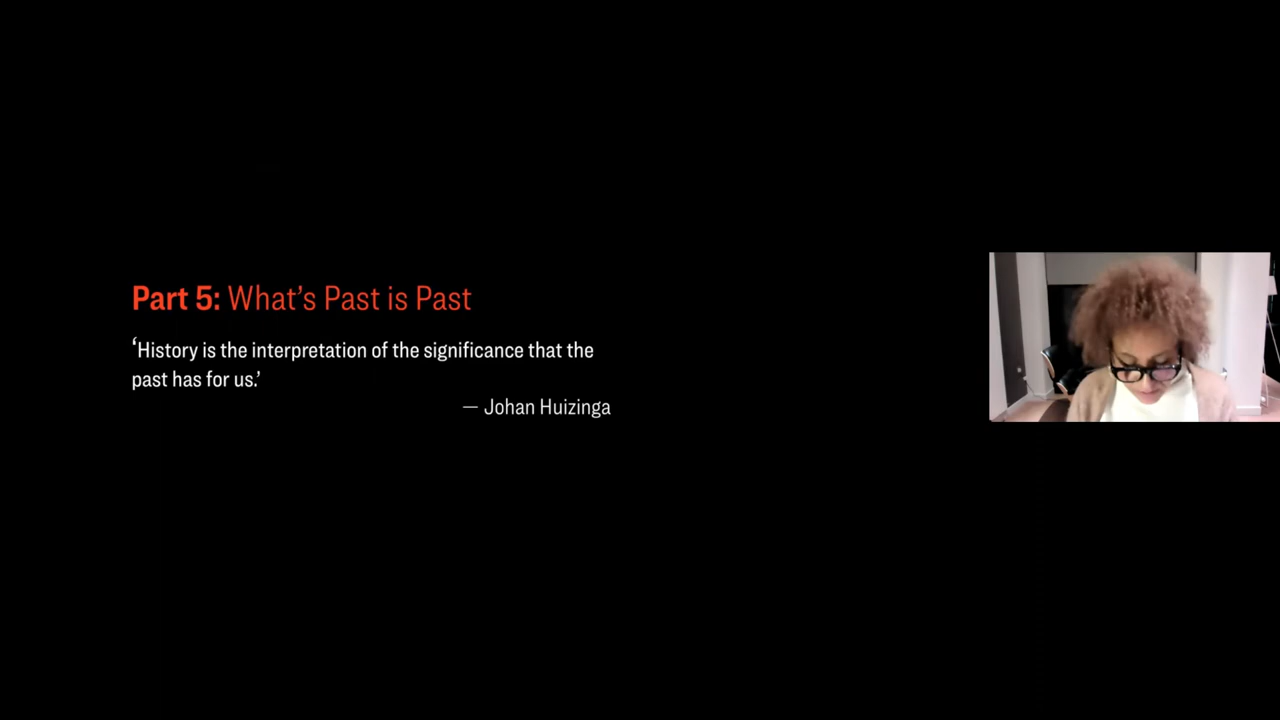 Part 5: What’s Past is Past
‘History is the interpretation of the significance that the
past has for us.’
— Johan Huizinga